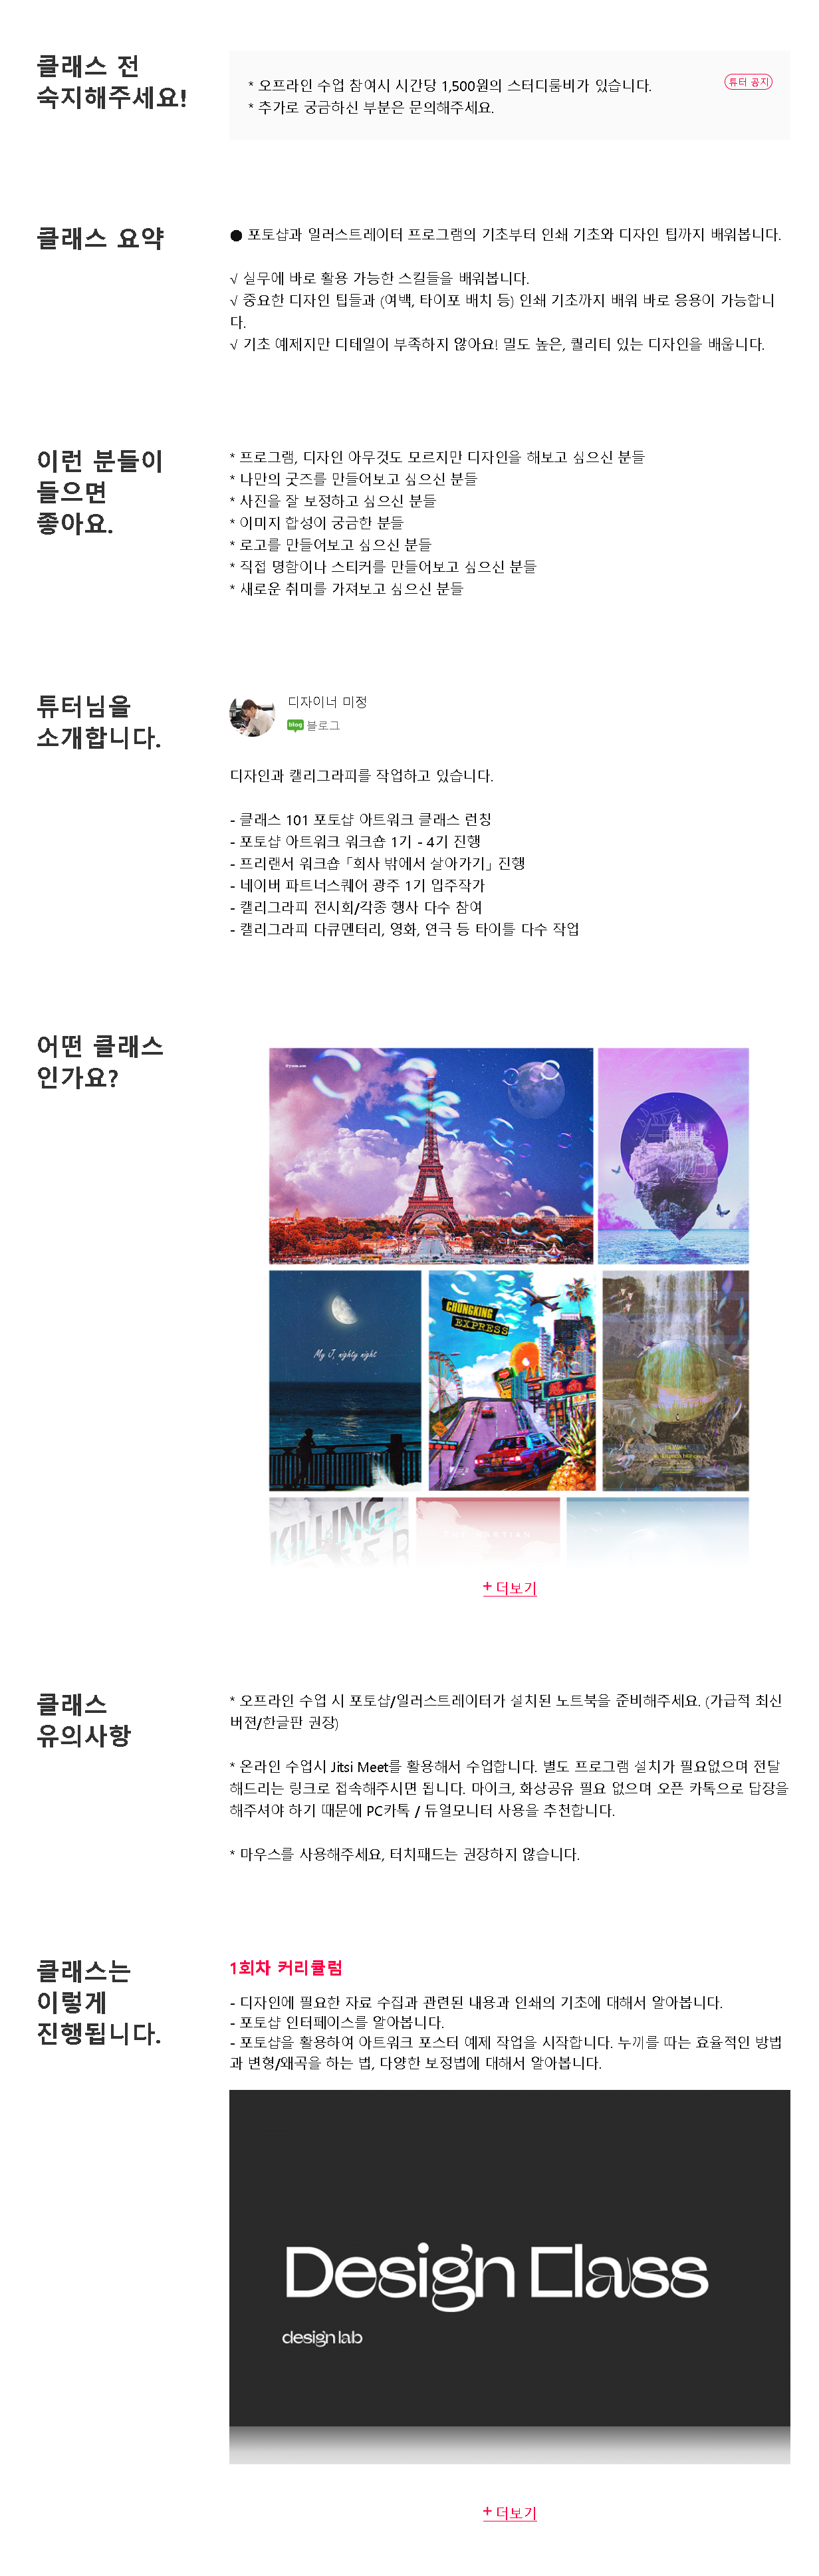 클래스 전
숙지해주세요!
* 오프라인 수업 참여시 시간당 1,500원의 스터디룸비가 있습니다.
튜터 공지
* 추가로 궁금하신 부분은 문의해주세요.
클래스 요약
● 포토샵과 일러스트레이터 프로그램의 기초부터 인쇄 기초와 디자인 팁까지 배워봅니다.
√ 실무에 바로 활용 가능한 스킬들을 배워봅니다.
√ 중요한 디자인 팁들과 (여백, 타이포 배치 등) 인쇄 기초까지 배워 바로 응용이 가능합니
다.
√ 기초 예제지만 디테일이 부족하지 않아요! 밀도 높은, 퀄리티 있는 디자인을 배웁니다.
이런 분들이
들으면
좋아요.
* 프로그램, 디자인 아무것도 모르지만 디자인을 해보고 싶으신 분들
* 나만의 굿즈를 만들어보고 싶으신 분들
* 사진을 잘 보정하고 싶으신 분들
* 이미지 합성이 궁금한 분들
* 로고를 만들어보고 싶으신 분들
* 직접 명함이나 스티커를 만들어보고 싶으신 분들
* 새로운 취미를 가져보고 싶으신 분들
튜터님을
소개합니다.
디자이너 미정
blog 블로그
디자인과 캘리그라피를 작업하고 있습니다.
- 클래스 101 포토샵 아트워크 클래스 런칭
- 포토샵 아트워크 워크숍 1기 - 4기 진행
- 프리랜서 워크숍 「회사 밖에서 살아가기」 진행
- 네이버 파트너스퀘어 광주 1기 입주작가
- 캘리그라피 전시회/각종 행사 다수 참여
- 캘리그라피 다큐멘터리, 영화, 연극 등 타이틀 다수 작업
어떤 클래스
인가요?
My J, nighty night
CHUNGKING
EXPRESS
KILLING
THE MARTIAN
+ 더보기
클래스
유의사항
* 오프라인 수업 시 포토샵/일러스트레이터가 설치된 노트북을 준비해주세요. (가급적 최신
버젼/한글판 권장)
* 온라인 수업시 Jitsi Meet를 활용해서 수업합니다. 별도 프로그램 설치가 필요없으며 전달
해드리는 링크로 접속해주시면 됩니다. 마이크, 화상공유 필요 없으며 오픈 카톡으로 답장을
해주셔야 하기 때문에 PC카톡 / 듀얼모니터 사용을 추천합니다.
* 마우스를 사용해주세요, 터치패드는 권장하지 않습니다.
클래스는
이렇게
진행됩니다.
1회차 커리큘럼
- 디자인에 필요한 자료 수집과 관련된 내용과 인쇄의 기초에 대해서 알아봅니다.
- 포토샵 인터페이스를 알아봅니다.
- 포토샵을 활용하여 아트워크 포스터 예제 작업을 시작합니다. 누끼를 따는 효율적인 방법
과 변형/왜곡을 하는 법, 다양한 보정법에 대해서 알아봅니다.
Design Class
design lab
+ 더보기